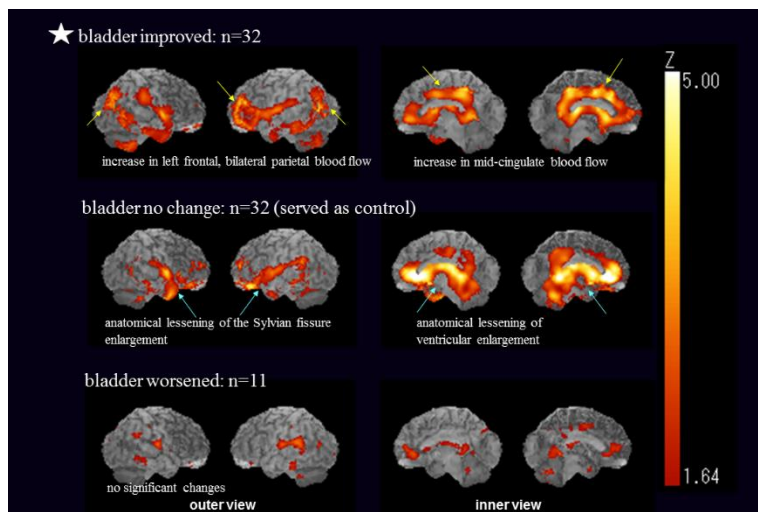 bladder improved: n=32
increase in left frontal, bilateral parietal blood flow
increase in mid-cingulate blood flow
bladder no change: n=32 (served as control)
anatomical lessening of the Sylvian fissure
enlargement
anatomical lessening of
ventricular enlargement
bladder worsened: n=11
no significant changes
outer view
inner view
Z
5.00
1.64